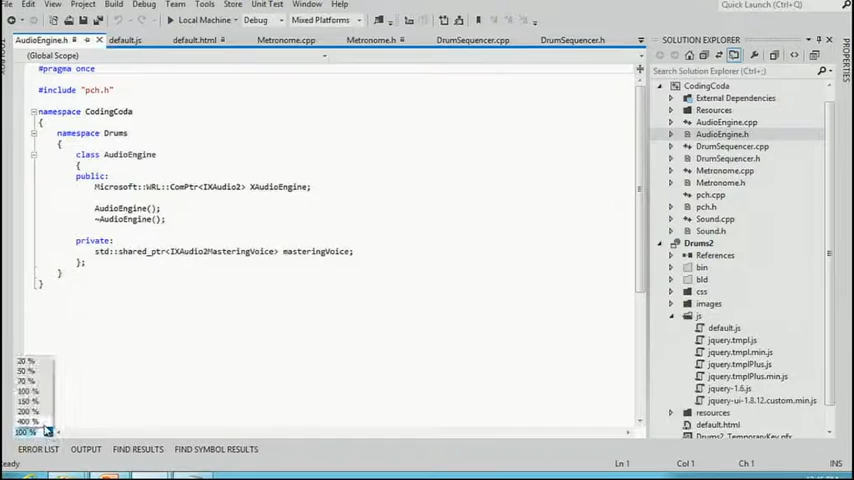 File Edit View Project Build Debug Team Tools Store Unit Test Window Help
Quick Launch (Ctrl+Q)
Local Machine Debug Mixed Platforms
AudioEngine.h default.js default.html Metronome.cpp Metronome.h DrumSequencer.cpp DrumSequencer.h
SOLUTION EXPLORER
PROPERTIES
(Global Scope)
Search Solution Explorer (Ctrl+;)
#pragma once
#include "pch.h"
namespace CodingCoda
{
namespace Drums
{
class AudioEngine
{
public:
Microsoft::WRL::ComPtr<IXAudio2> XAudioEngine;
AudioEngine();
~AudioEngine();
private:
std::shared_ptr<IXAudio2MasteringVoice> masteringVoice;
};
}
}
CodingCoda
External Dependencies
Resources
AudioEngine.cpp
AudioEngine.h
DrumSequencer.cpp
DrumSequencer.h
Metronome.cpp
Metronome.h
pch.cpp
pch.h
Sound.cpp
Sound.h
Drums2
References
bin
bld
css
images
js
default.js
jquery.tmpl.js
jquery.tmpl.min.js
jquery.tmplPlus.js
jquery.tmplPlus.min.js
jquery-1.6.js
jquery-ui-1.8.12.custom.min.js
resources
default.html
Drums2_TemporaryKey.pfx
20 %
50 %
70 %
100 %
150 %
200 %
400 %
100 %
ERROR LIST OUTPUT FIND RESULTS FIND SYMBOL RESULTS
Ready Ln 1 Col 1 Ch 1 INS